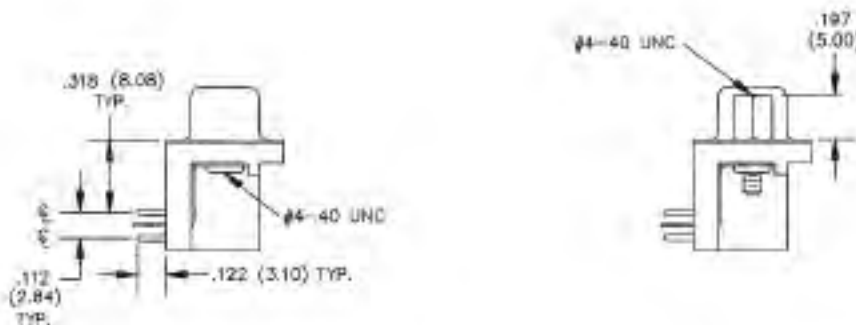 .318 (8.08)
TYP.
#4-40 UNC
.112
(2.84)
TYP.
.122 (3.10) TYP.
#4-40 UNC
.197
(5.00)